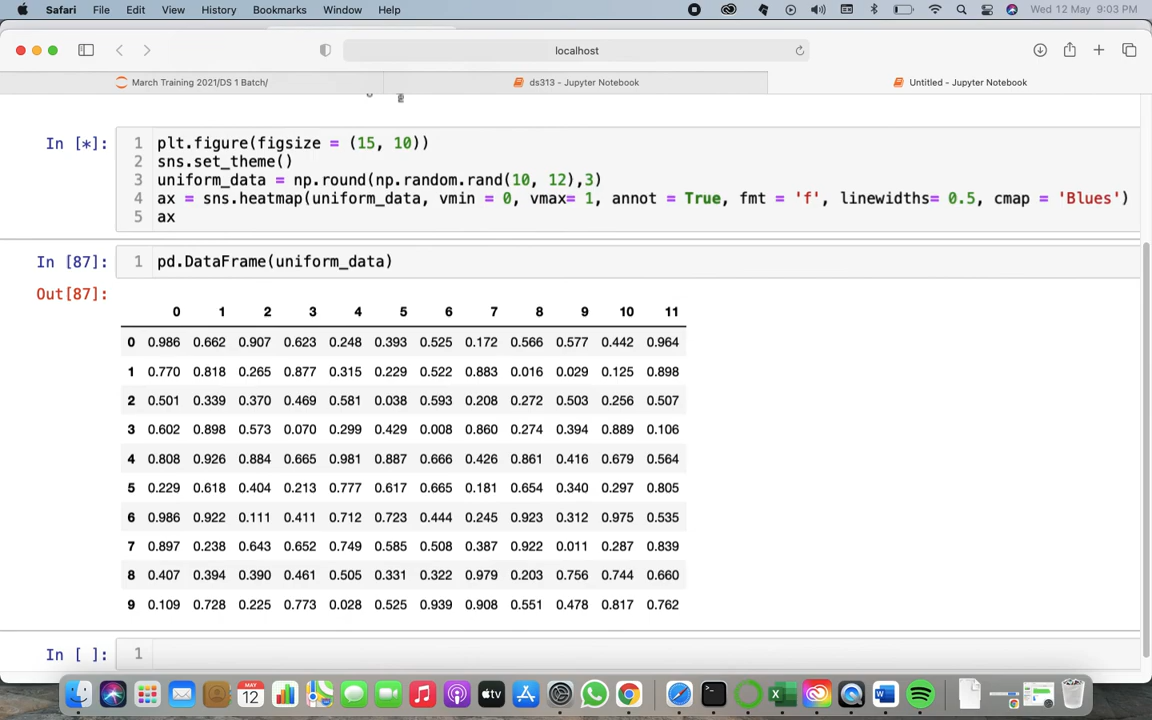 Safari File Edit View History Bookmarks Window Help Wed 12 May 9:03 PM
localhost
March Training 2021/DS 1 Batch/ ds313 - Jupyter Notebook Untitled - Jupyter Notebook
In [*]: 1 plt.figure(figsize = (15, 10))
2 sns.set_theme()
3 uniform_data = np.round(np.random.rand(10, 12),3)
4 ax = sns.heatmap(uniform_data, vmin = 0, vmax= 1, annot = True, fmt = 'f', linewidths= 0.5, cmap = 'Blues')
5 ax
In [87]: 1 pd.DataFrame(uniform_data)
Out[87]:
0 1 2 3 4 5 6 7 8 9 10 11
0 0.986 0.662 0.907 0.623 0.248 0.393 0.525 0.172 0.566 0.577 0.442 0.964
1 0.770 0.818 0.265 0.877 0.315 0.229 0.522 0.883 0.016 0.029 0.125 0.898
2 0.501 0.339 0.370 0.469 0.581 0.038 0.593 0.208 0.272 0.503 0.256 0.507
3 0.602 0.898 0.573 0.070 0.299 0.429 0.008 0.860 0.274 0.394 0.889 0.106
4 0.808 0.926 0.884 0.665 0.981 0.887 0.666 0.426 0.861 0.416 0.679 0.564
5 0.229 0.618 0.404 0.213 0.777 0.617 0.665 0.181 0.654 0.340 0.297 0.805
6 0.986 0.922 0.111 0.411 0.712 0.723 0.444 0.245 0.923 0.312 0.975 0.535
7 0.897 0.238 0.643 0.652 0.749 0.585 0.508 0.387 0.922 0.011 0.287 0.839
8 0.407 0.394 0.390 0.461 0.505 0.331 0.322 0.979 0.203 0.756 0.744 0.660
9 0.109 0.728 0.225 0.773 0.028 0.525 0.939 0.908 0.551 0.478 0.817 0.762
In [ ]: 1
MAY
12
tv